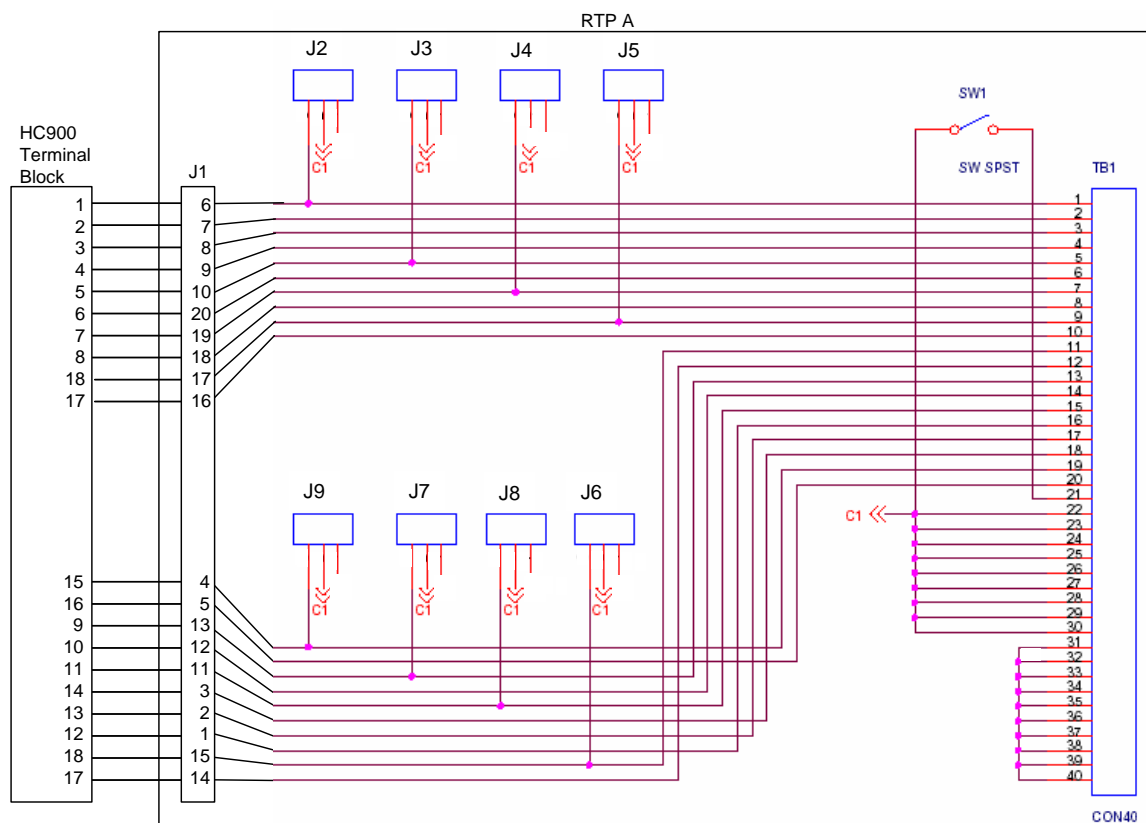 RTP A
J2 J3 J4 J5
C1 C1 C1 C1
SW1
SW SPST
HC900
Terminal
Block
J1
TB1
1 6 1
2 7 2
3 8 3
4 9 4
5 10 5
6 20 6
7 19 7
8 18 8
18 17 9
17 16 10
11
12
13
14
15
16
17
18
19
20
21
C1 22
23
24
25
26
27
28
29
30
31
32
33
34
35
36
37
38
39
40
J9 J7 J8 J6
C1 C1 C1 C1
15 4
16 5
9 13
10 12
11 11
14 3
13 2
12 1
18 15
17 14
CON40